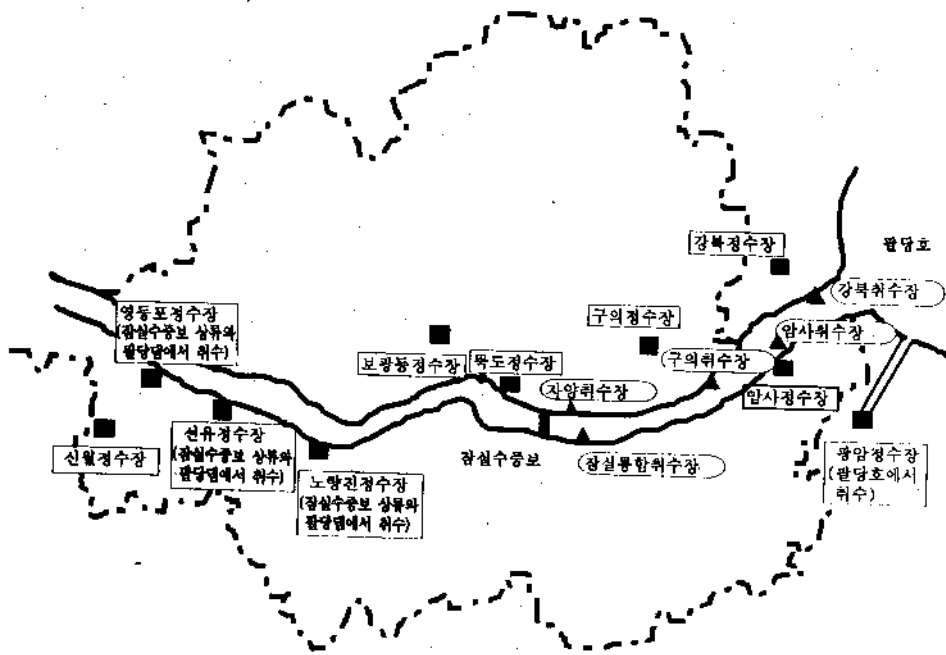 강북정수장
팔당호
강북취수장
영등포정수장
(잠실수중보 상류와
팔당댐에서 취수)
구의정수장
암사취수장
보광동정수장
뚝도정수장
구의취수장
자양취수장
암사정수장
선유정수장
(잠실수중보 상류와
팔당댐에서 취수)
신월정수장
잠실수중보
잠실통합취수장
광암정수장
(팔당호에서
취수)
노량진정수장
(잠실수중보 상류와
팔당댐에서 취수)